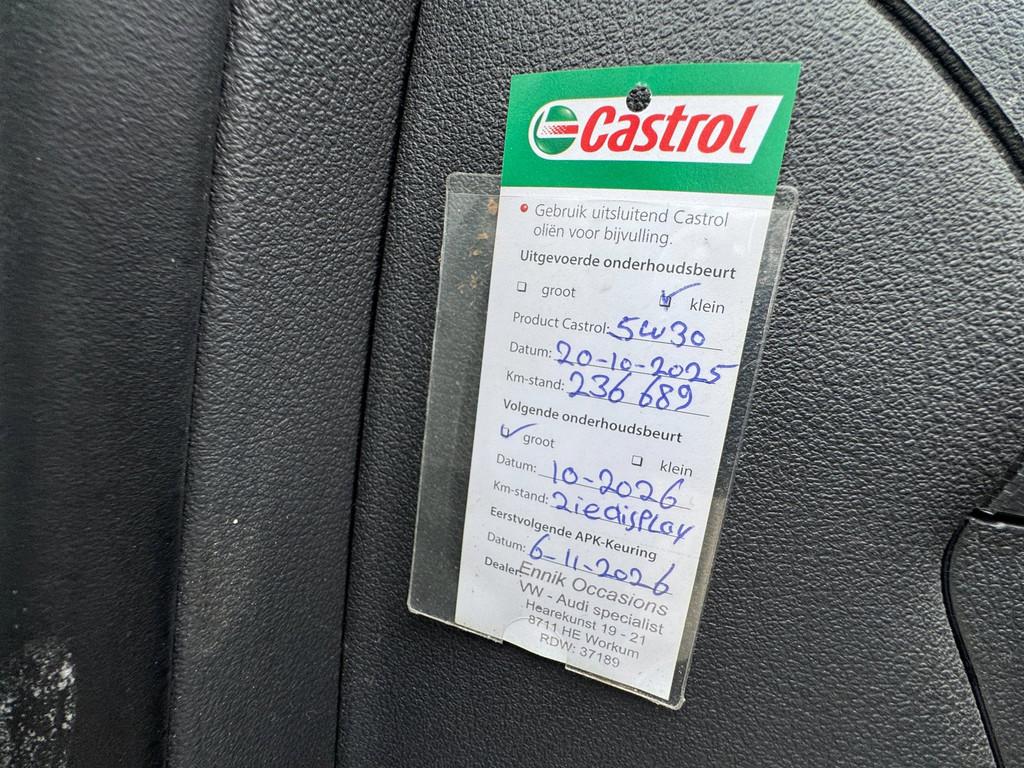 Castrol
Gebruik uitsluitend Castrol
oliën voor bijvulling.
Uitgevoerde onderhoudsbeurt
groot klein
Product Castrol: 5w30
Datum: 20-10-2025
Km-stand: 236 689
Volgende onderhoudsbeurt
groot klein
Datum: 10-2026
Km-stand: ziedisplay
Eerstvolgende APK-Keuring
Datum: 6-11-2026
Dealer: Ennik Occasions
VW - Audi specialist
Hearekunst 19 - 21
8711 HE Workum
RDW: 37189